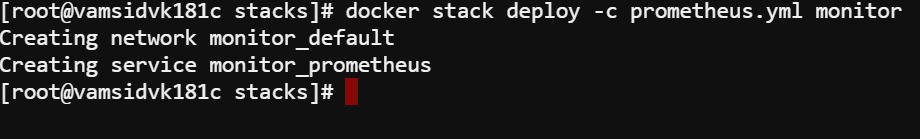 [root@vamsidvk181c stacks]# docker stack deploy -c prometheus.yml monitor
Creating network monitor_default
Creating service monitor_prometheus
[root@vamsidvk181c stacks]#